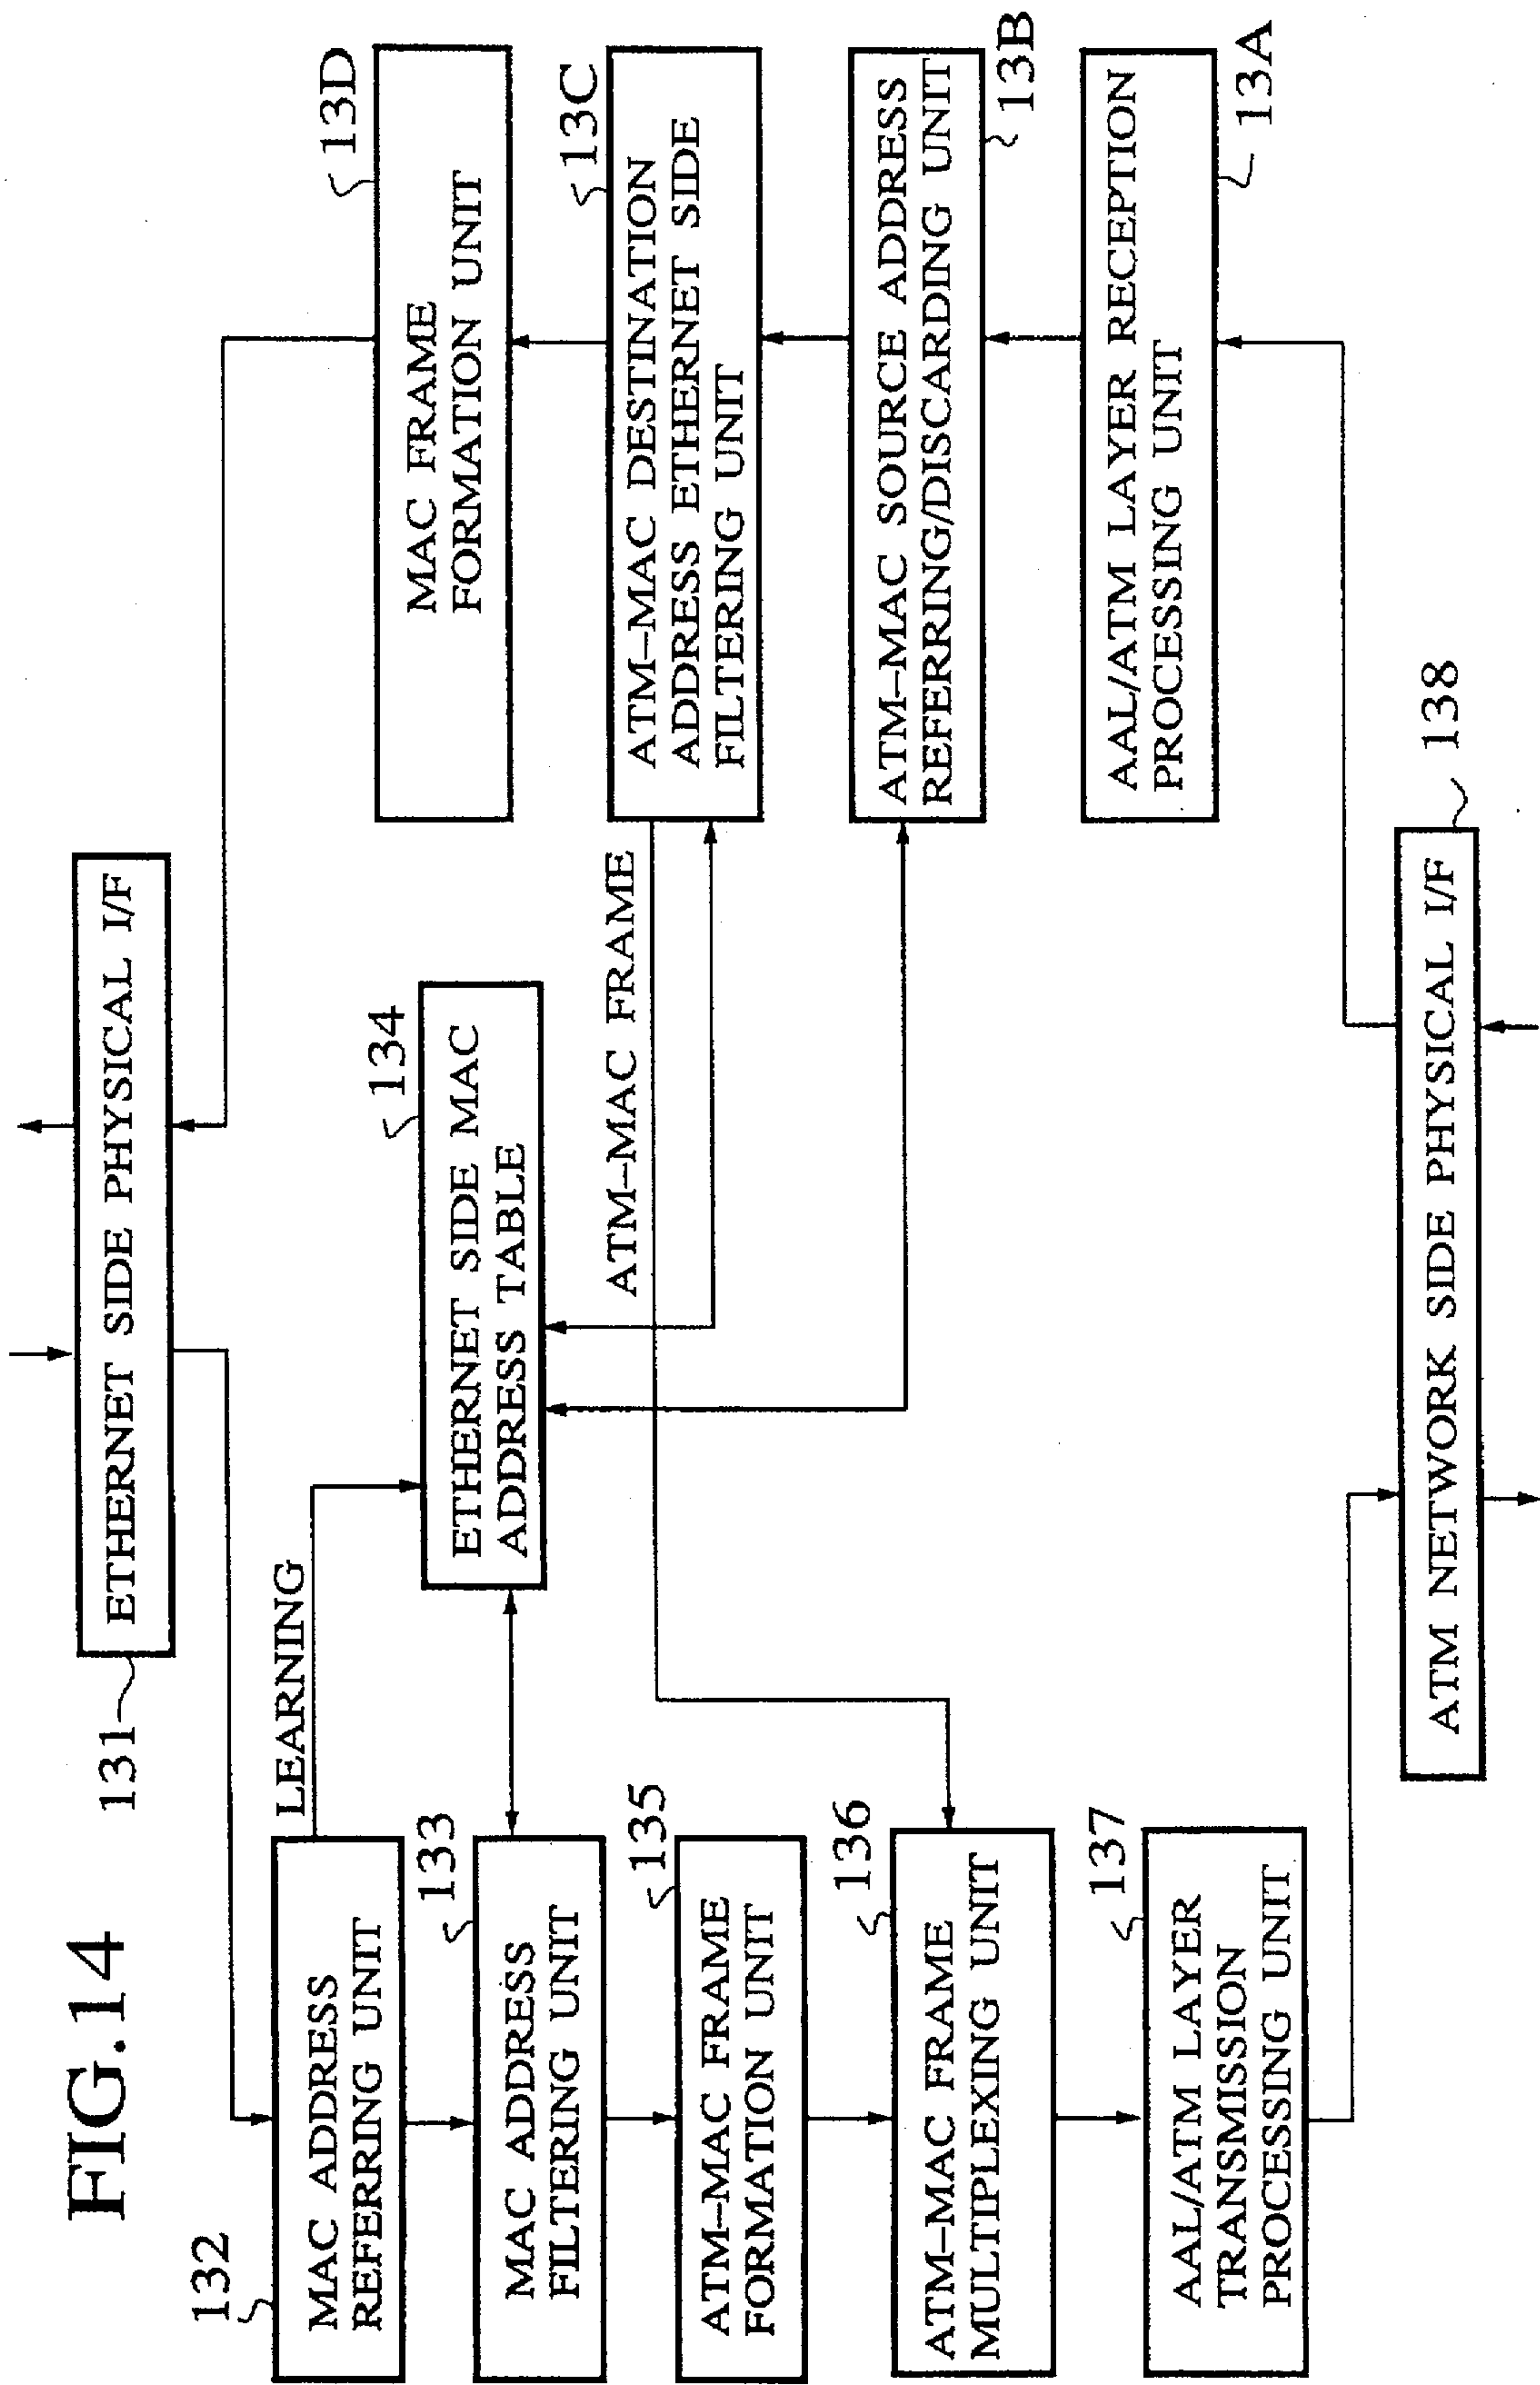 FIG.14
131
ETHERNET SIDE PHYSICAL I/F
132
MAC ADDRESS
REFERRING UNIT
LEARNING
133
MAC ADDRESS
FILTERING UNIT
134
ETHERNET SIDE MAC
ADDRESS TABLE
135
ATM–MAC FRAME
FORMATION UNIT
ATM–MAC FRAME
136
ATM–MAC FRAME
MULTIPLEXING UNIT
137
AAL/ATM LAYER
TRANSMISSION
PROCESSING UNIT
138
ATM NETWORK SIDE PHYSICAL I/F
13D
MAC FRAME
FORMATION UNIT
13C
ATM–MAC DESTINATION
ADDRESS ETHERNET SIDE
FILTERING UNIT
13B
ATM–MAC SOURCE ADDRESS
REFERRING/DISCARDING UNIT
13A
AAL/ATM LAYER RECEPTION
PROCESSING UNIT